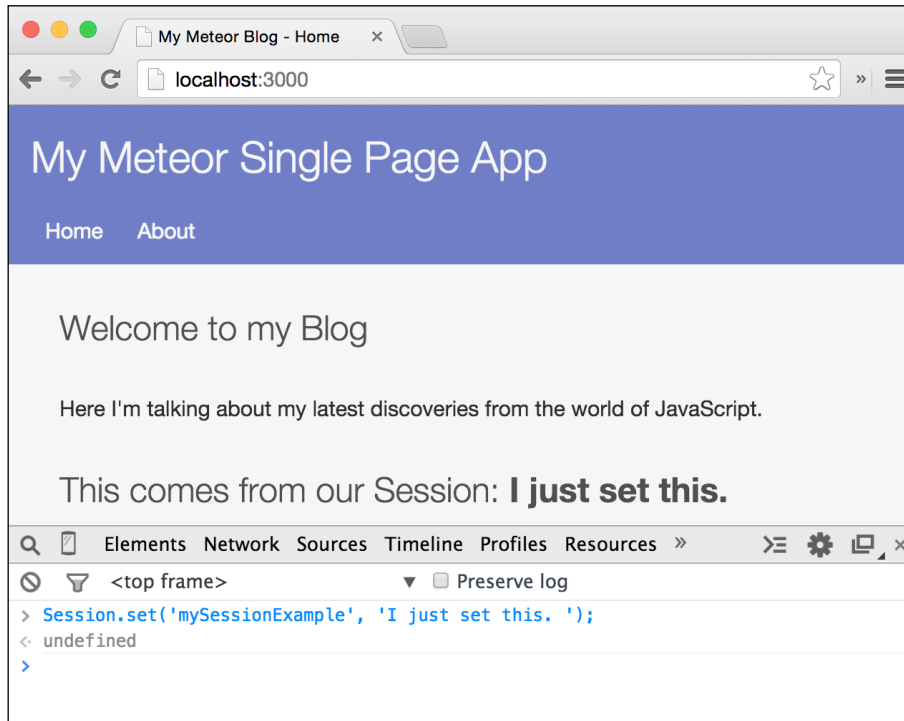 My Meteor Blog - Home ×
localhost:3000 »
My Meteor Single Page App
Home About
Welcome to my Blog
Here I'm talking about my latest discoveries from the world of JavaScript.
This comes from our Session: I just set this.
Elements Network Sources Timeline Profiles Resources »
<top frame> ▼ Preserve log
> Session.set('mySessionExample', 'I just set this. ');
undefined
>